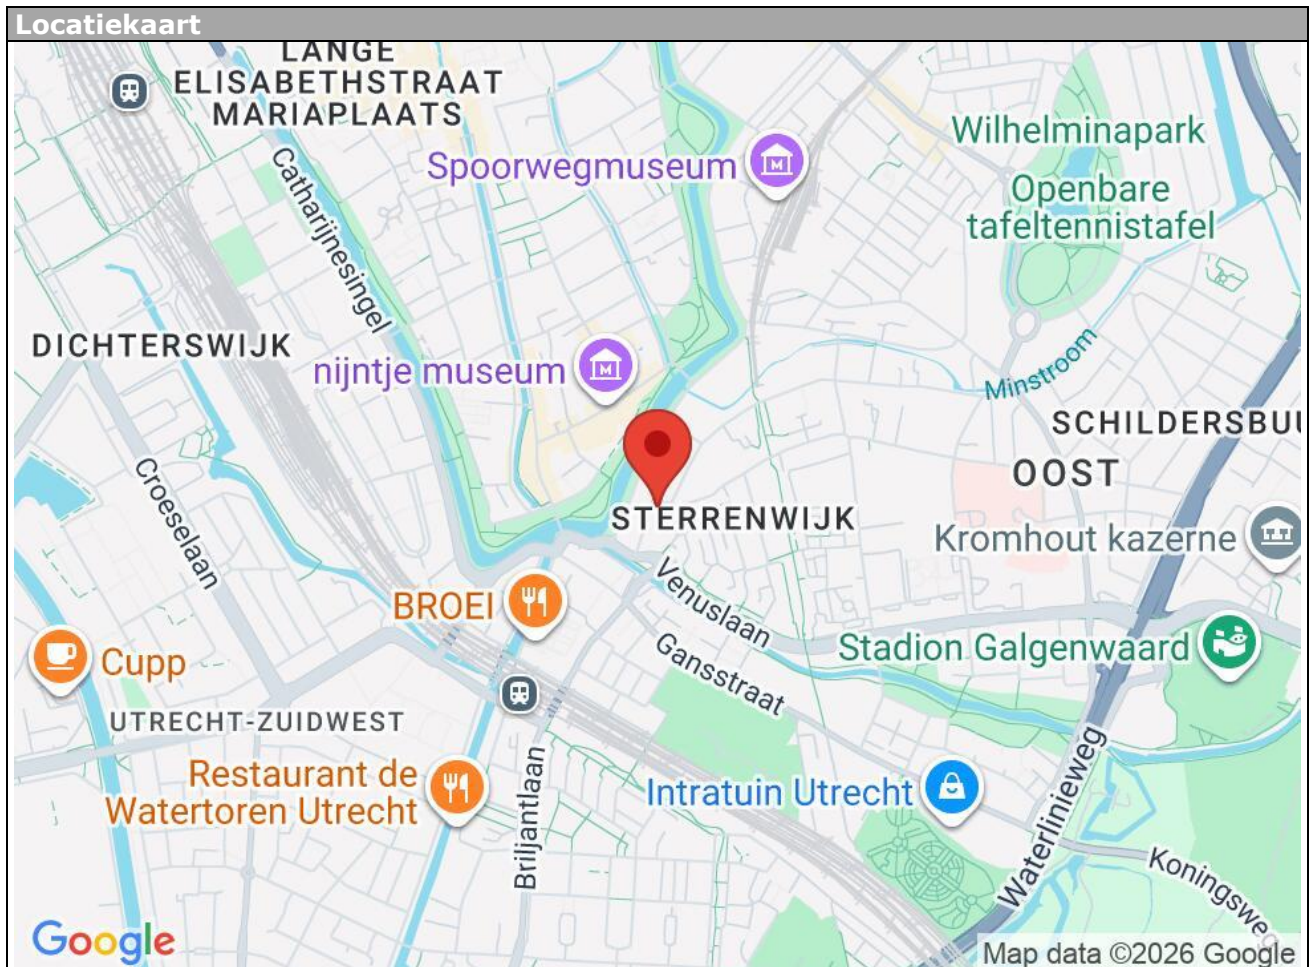 Locatiekaart
LANGE
ELISABETHSTRAAT
MARIAPLAATS
Wilhelminapark
Spoorwegmuseum
Openbare
tafeltennistafel
Catharijnesingel
DICHTERSWIJK
nijntje museum
Minstroom
SCHILDERSBU
OOST
Croeselaan
STERRENWIJK
Kromhout kazerne
Venuslaan
BROEI
Gansstraat
Stadion Galgenwaard
Cupp
UTRECHT-ZUIDWEST
Restaurant de
Watertoren Utrecht
Briljantlaan
Intratuin Utrecht
Waterlinieweg
Koningsweg
Google
Map data ©2026 Google